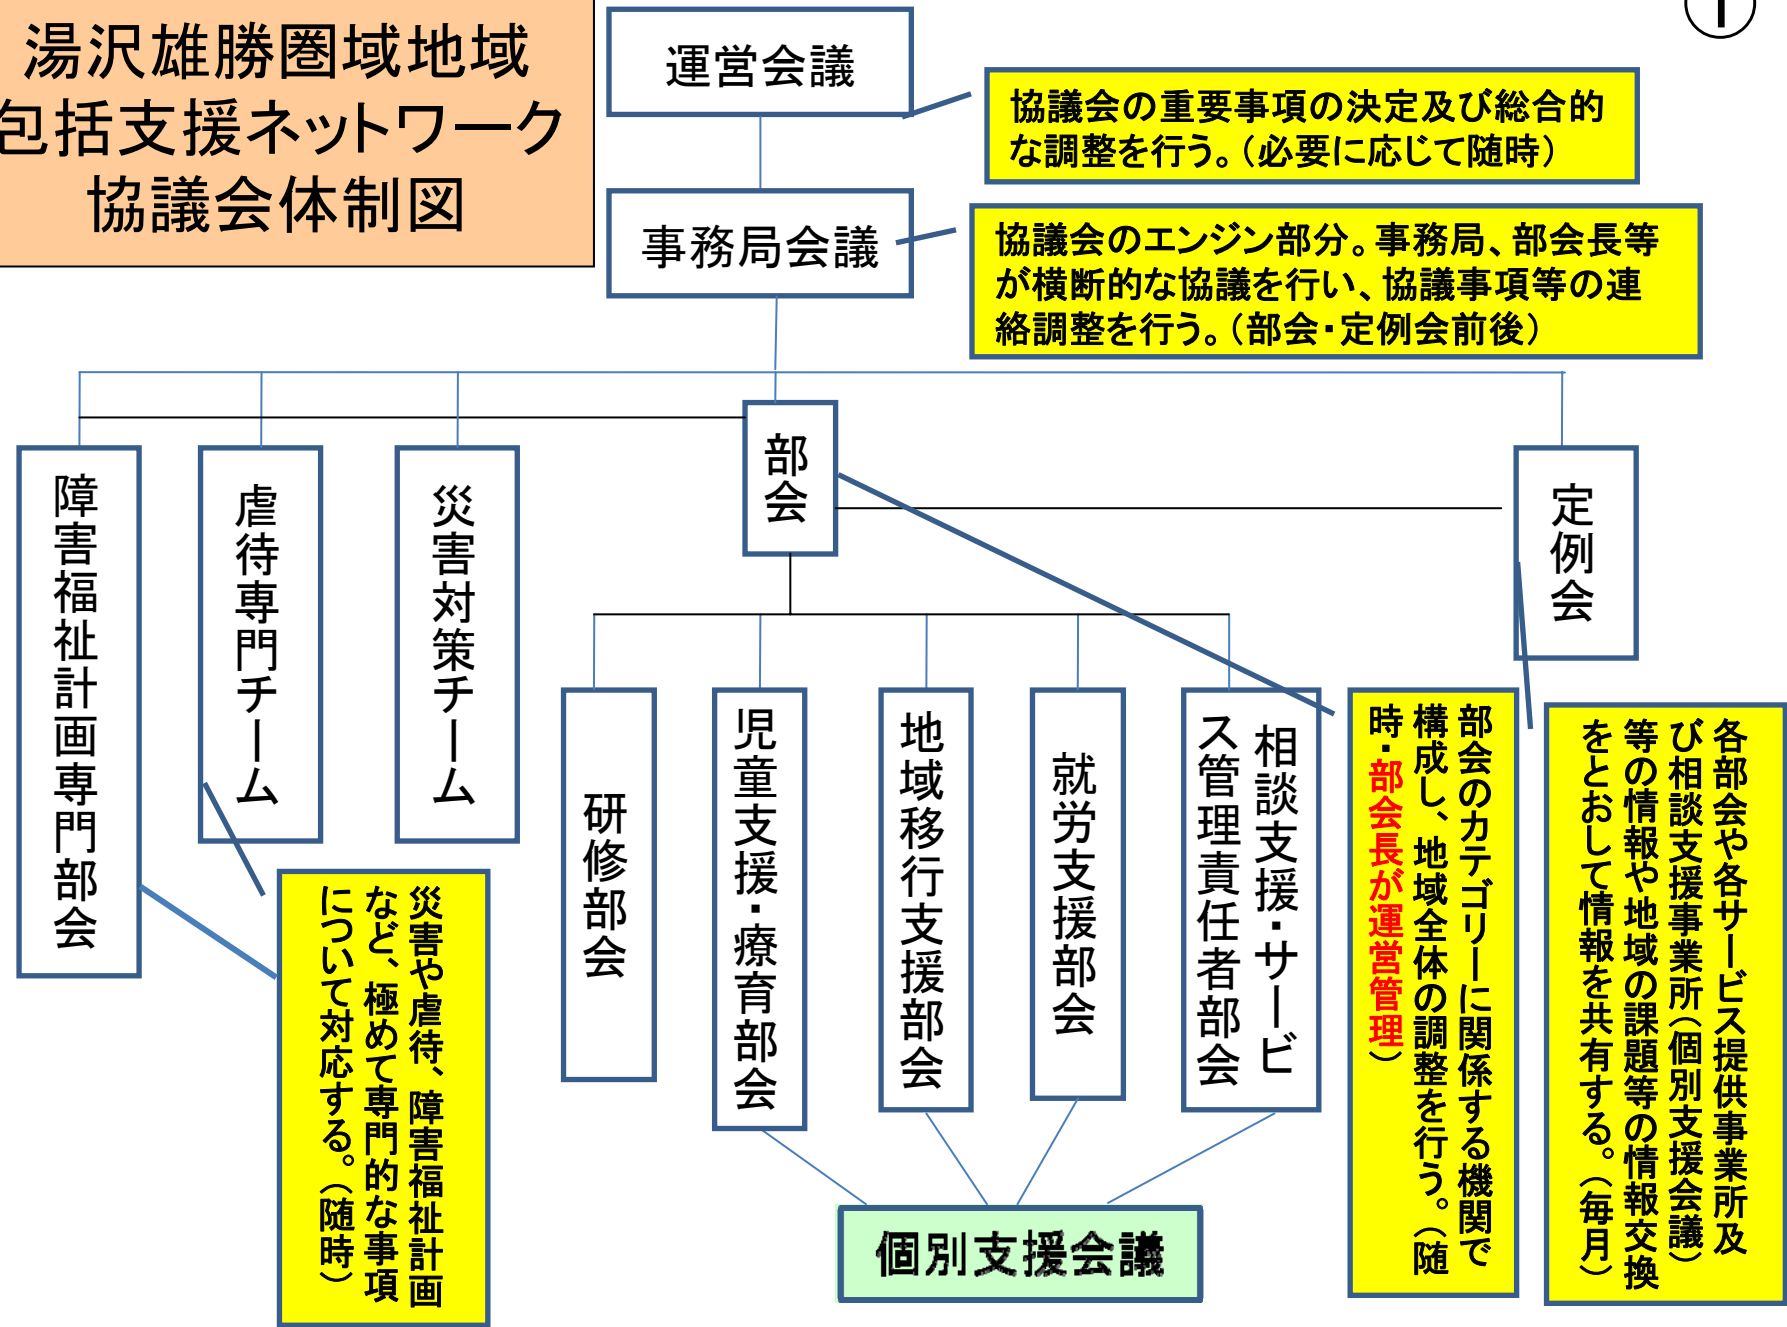 ①
湯沢雄勝圏域地域
包括支援ネットワーク
協議会体制図
運営会議
協議会の重要事項の決定及び総合的
な調整を行う。（必要に応じて随時）
事務局会議
協議会のエンジン部分。事務局、部会長等
が横断的な協議を行い、協議事項等の連
絡調整を行う。（部会・定例会前後）
障害福祉計画専門部会
虐待専門チーム
災害対策チーム
部会
定例会
災害や虐待、障害福祉計画
など、極めて専門的な事項
について対応する。（随時）
研修部会
児童支援・療育部会
地域移行支援部会
就労支援部会
相談支援・サービ
ス管理責任者部会
部会のカテゴリーに関係する機関で
構成し、地域全体の調整を行う。（随
時・部会長が運営管理）
各部会や各サービス提供事業所及
び相談支援事業所（個別支援会議）
等の情報や地域の課題等の情報交換
をとおして情報を共有する。（毎月）
個別支援会議